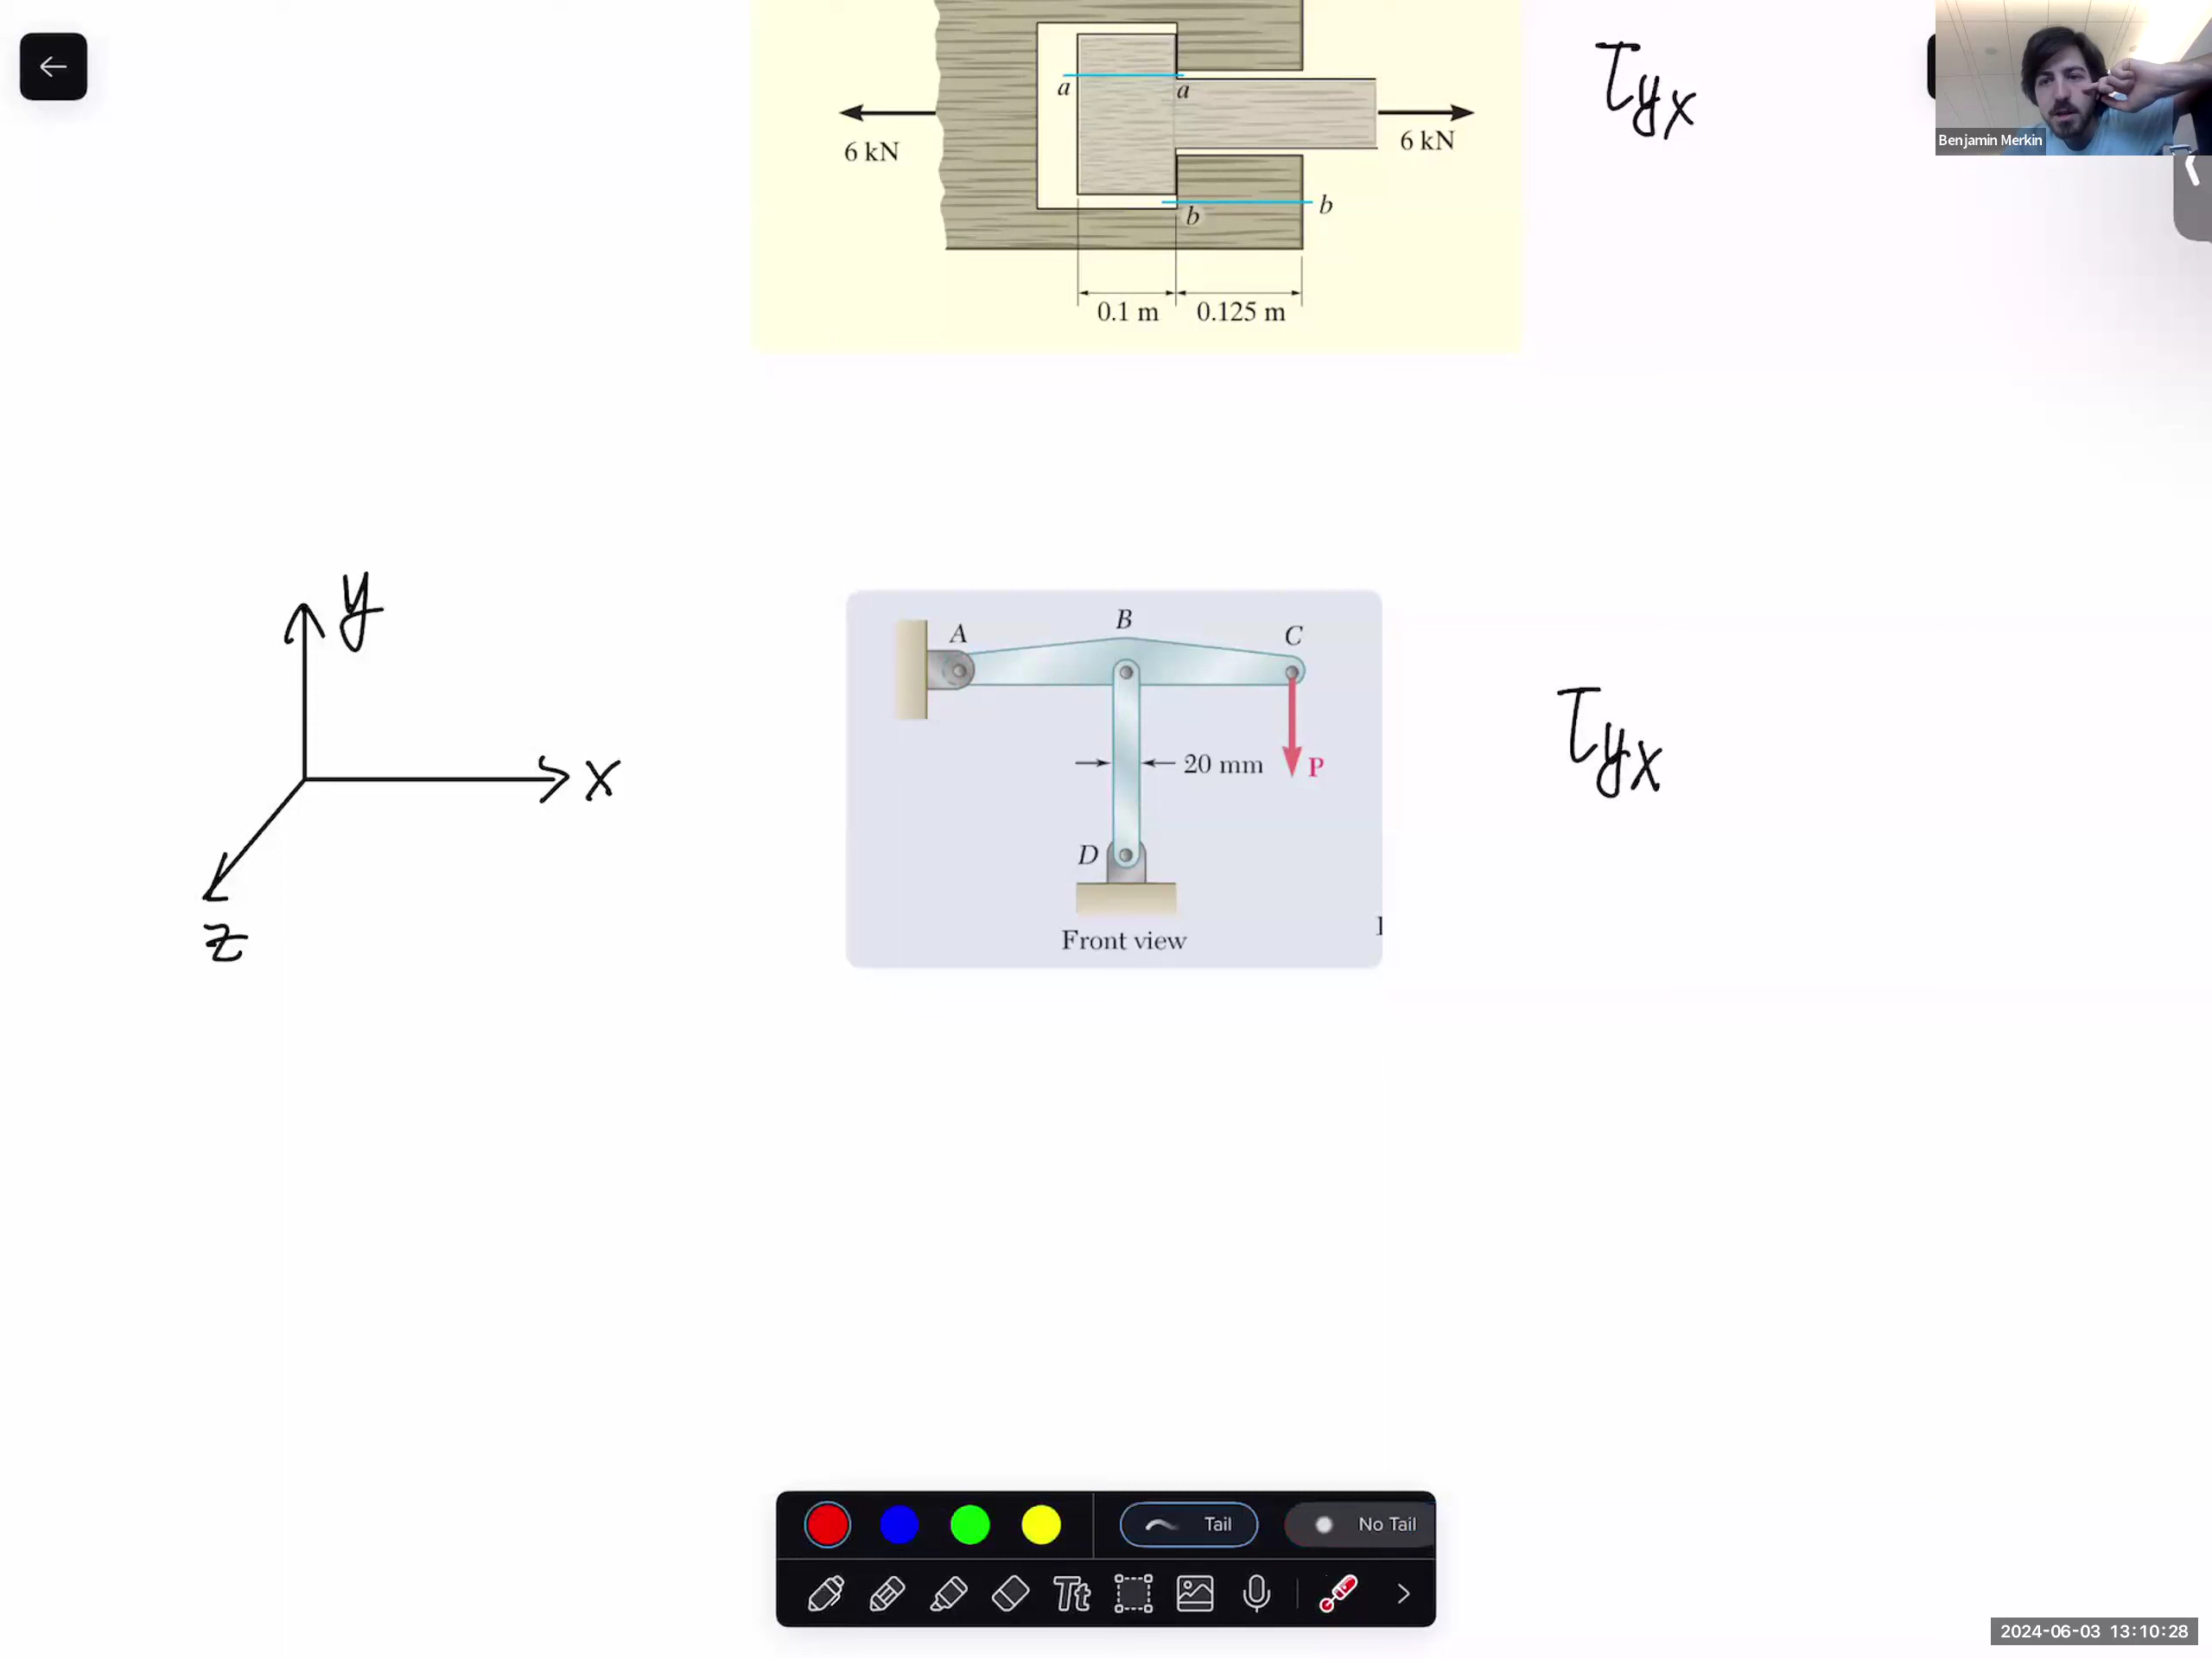 τyx
Benjamin Merkin
a
a
6 kN
6 kN
b
b
0.1 m
0.125 m
y
x
z
A
B
C
20 mm
P
D
Front view
τyx
Tail
No Tail
Tt
2024-06-03 13:10:28